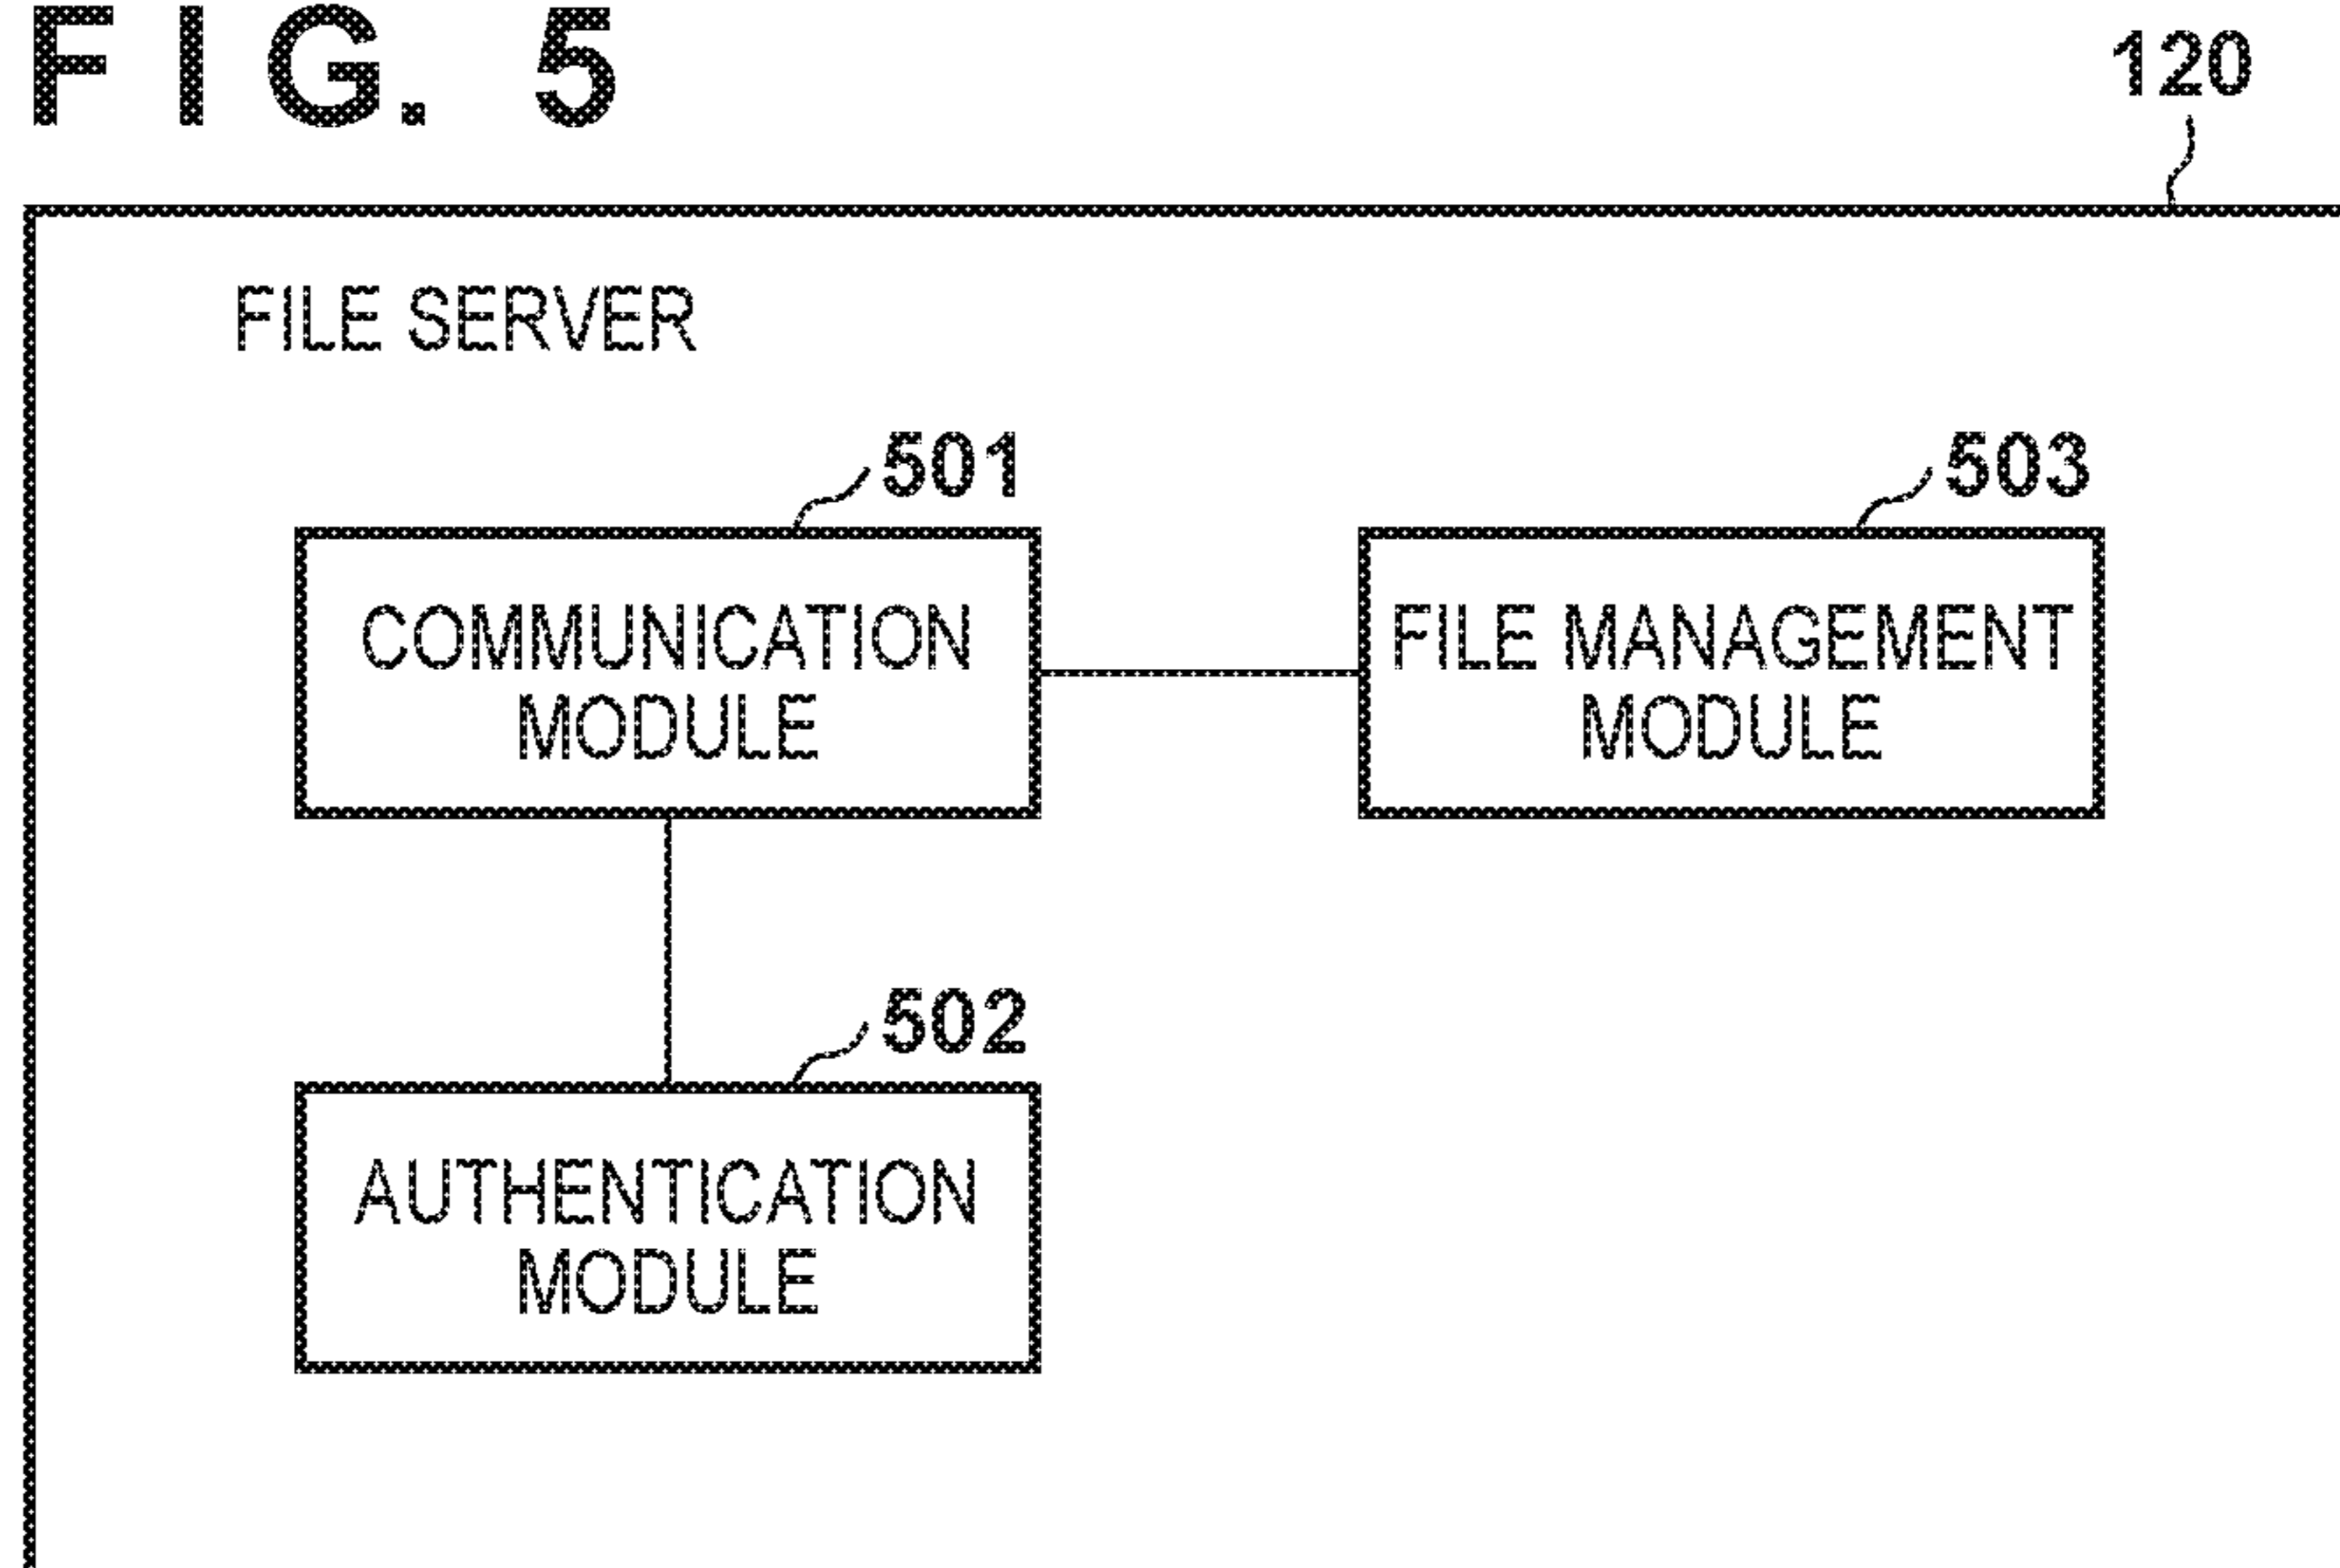 FIG. 5
120
FILE SERVER
501
503
COMMUNICATION
MODULE
FILE MANAGEMENT
MODULE
502
AUTHENTICATION
MODULE